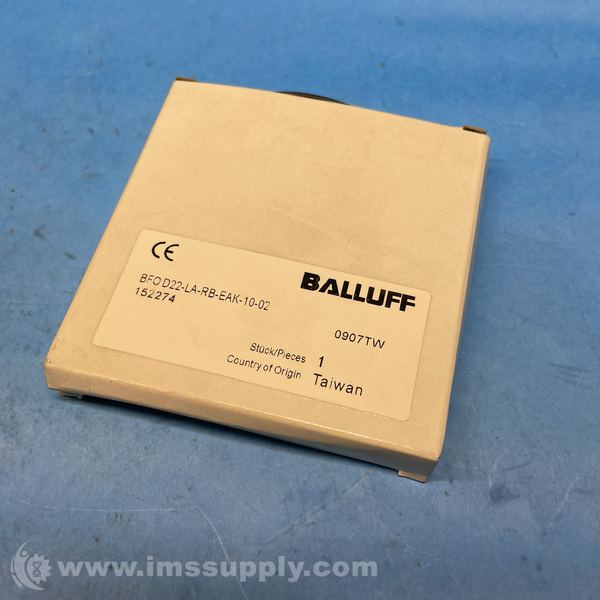 CE
BALLUFF
BFO D22-LA-RB-EAK-10-02
152274
0907TW
Stück/Pieces 1
Country of Origin Taiwan
www.imssupply.com